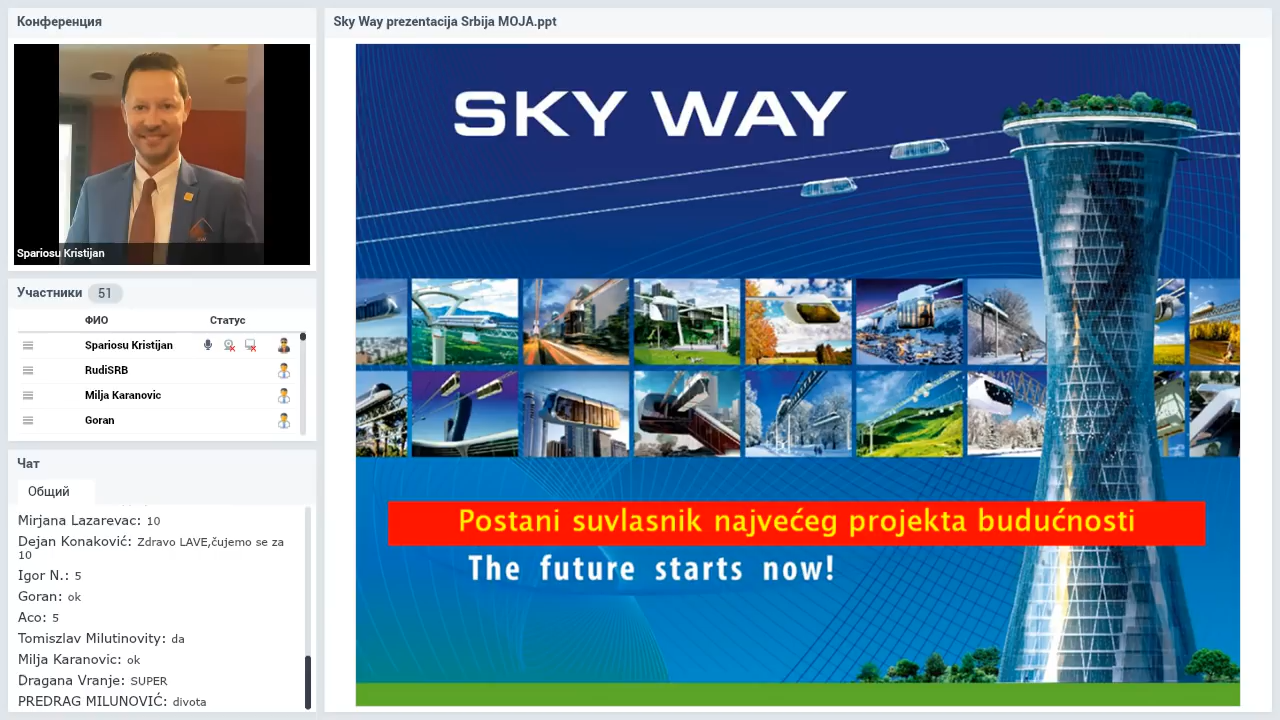 Конференция
Spariosu Kristijan
Участники 51
ФИО Статус
Spariosu Kristijan
RudiSRB
Milja Karanovic
Goran
Чат
Общий
Mirjana Lazarevac: 10
Dejan Konaković: Zdravo LAVE,čujemo se za
10
Igor N.: 5
Goran: ok
Aco: 5
Tomiszlav Milutinovity: da
Milja Karanovic: ok
Dragana Vranje: SUPER
PREDRAG MILUNOVIĆ: divota
Sky Way prezentacija Srbija MOJA.ppt
SKY WAY
Postani suvlasnik najvećeg projekta budućnosti
The future starts now!